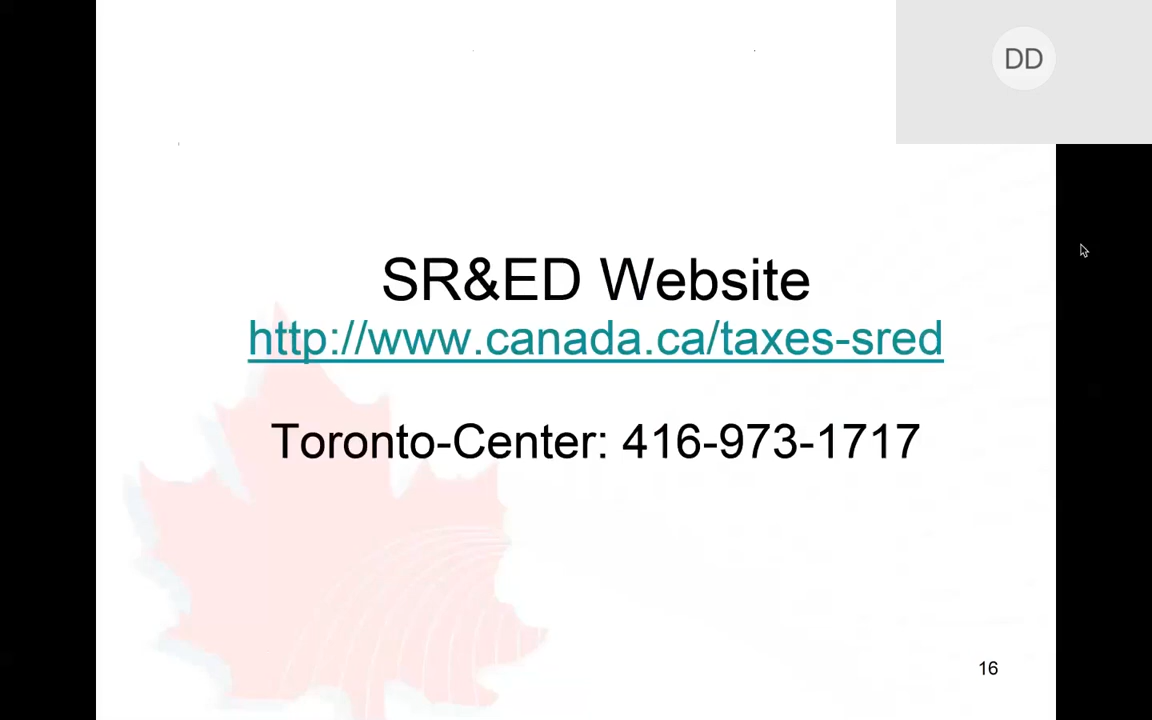 DD
SR&ED Website
http://www.canada.ca/taxes-sred
Toronto-Center: 416-973-1717
16